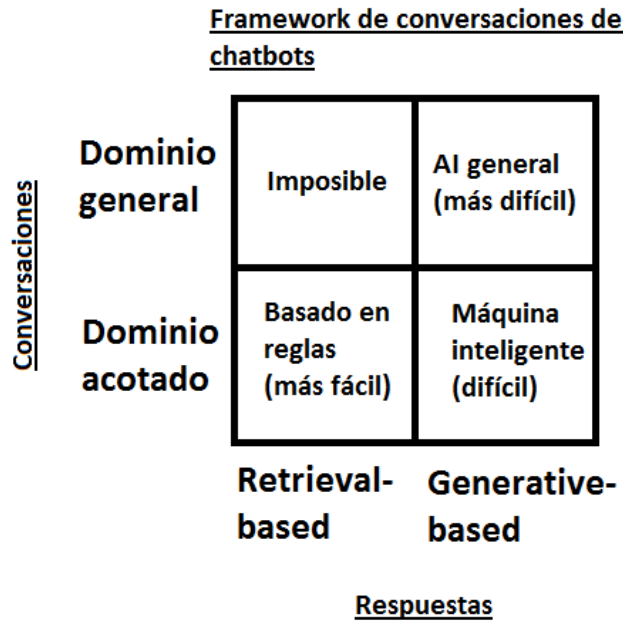 Framework de conversaciones de
chatbots
Conversaciones
Dominio
general
Imposible
AI general
(más difícil)
Dominio
acotado
Basado en
reglas
(más fácil)
Máquina
inteligente
(difícil)
Retrieval-
based
Generative-
based
Respuestas